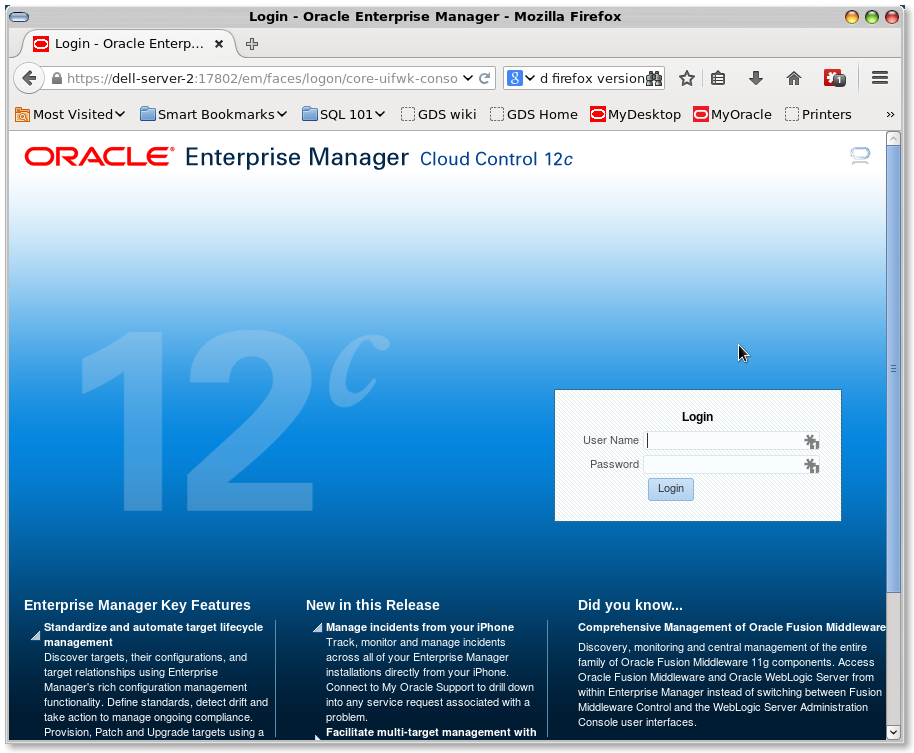 Login - Oracle Enterprise Manager - Mozilla Firefox
Login - Oracle Enterp...
https://dell-server-2:17802/em/faces/logon/core-uifwk-conso
8
d firefox version
1
Most Visited
Smart Bookmarks
SQL 101
GDS wiki
GDS Home
MyDesktop
MyOracle
Printers
»
ORACLE® Enterprise Manager Cloud Control 12c
12c
Login
User Name
Password
Login
Enterprise Manager Key Features
Standardize and automate target lifecycle
management
Discover targets, their configurations, and
target relationships using Enterprise
Manager's rich configuration management
functionality. Define standards, detect drift and
take action to manage ongoing compliance.
Provision, Patch and Upgrade targets using a
New in this Release
Manage incidents from your iPhone
Track, monitor and manage incidents
across all of your Enterprise Manager
installations directly from your iPhone.
Connect to My Oracle Support to drill down
into any service request associated with a
problem.
Facilitate multi-target management with
Did you know...
Comprehensive Management of Oracle Fusion Middleware
Discovery, monitoring and central management of the entire
family of Oracle Fusion Middleware 11g components. Access
Oracle Fusion Middleware and Oracle WebLogic Server from
within Enterprise Manager instead of switching between Fusion
Middleware Control and the WebLogic Server Administration
Console user interfaces.